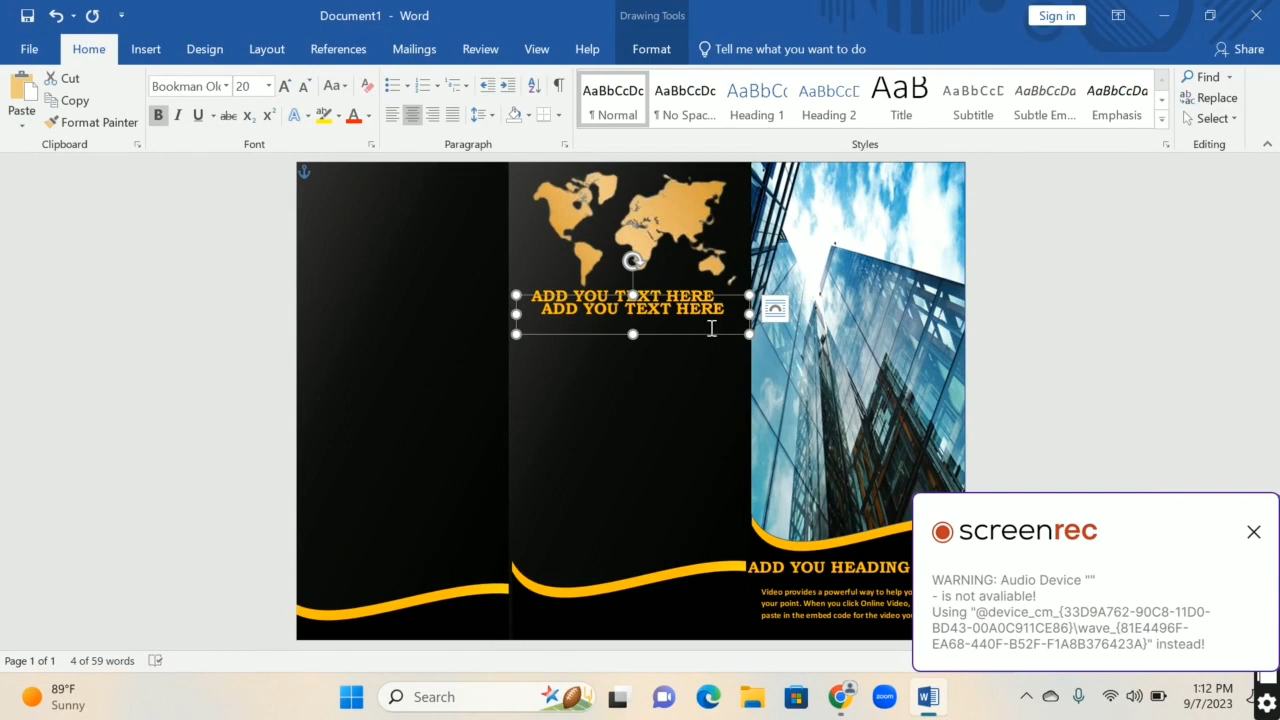 Document1 - Word
Drawing Tools
Sign in
File
Home
Insert
Design
Layout
References
Mailings
Review
View
Help
Format
Tell me what you want to do
Share
Paste
Cut
Copy
Format Painter
Clipboard
Bookman Ol
20
Font
Paragraph
AaBbCcDc
¶ Normal
AaBbCcDc
¶ No Spac...
AaBbCc
Heading 1
AaBbCcC
Heading 2
AaB
Title
AaBbCcC
Subtitle
AaBbCcDa
Subtle Em...
AaBbCcDa
Emphasis
Styles
Find
Replace
Select
Editing
ADD YOU TEXT HERE
ADD YOU TEXT HERE
ADD YOU HEADING
Video provides a powerful way to help yo
your point. When you click Online Video,
paste in the embed code for the video yo
screenrec
WARNING: Audio Device ""
- is not avaliable!
Using "@device_cm_{33D9A762-90C8-11D0-
BD43-00A0C911CE86}\wave_{81E4496F-
EA68-440F-B52F-F1A8B376423A}" instead!
Page 1 of 1
4 of 59 words
89°F
Sunny
Search
zoom
1:12 PM
9/7/2023